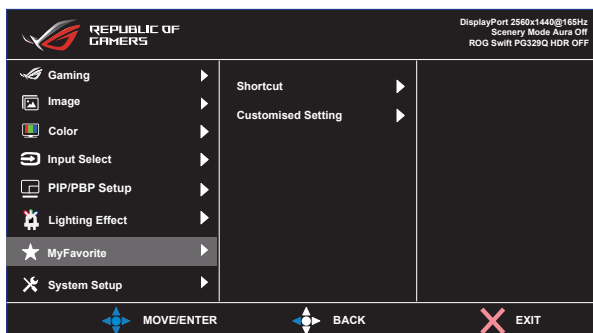 REPUBLIC OF
GAMERS
DisplayPort 2560x1440@165Hz
Scenery Mode Aura Off
ROG Swift PG329Q HDR OFF
Gaming
Image
Color
Input Select
PIP/PBP Setup
Lighting Effect
MyFavorite
System Setup
Shortcut
Customised Setting
MOVE/ENTER
BACK
EXIT